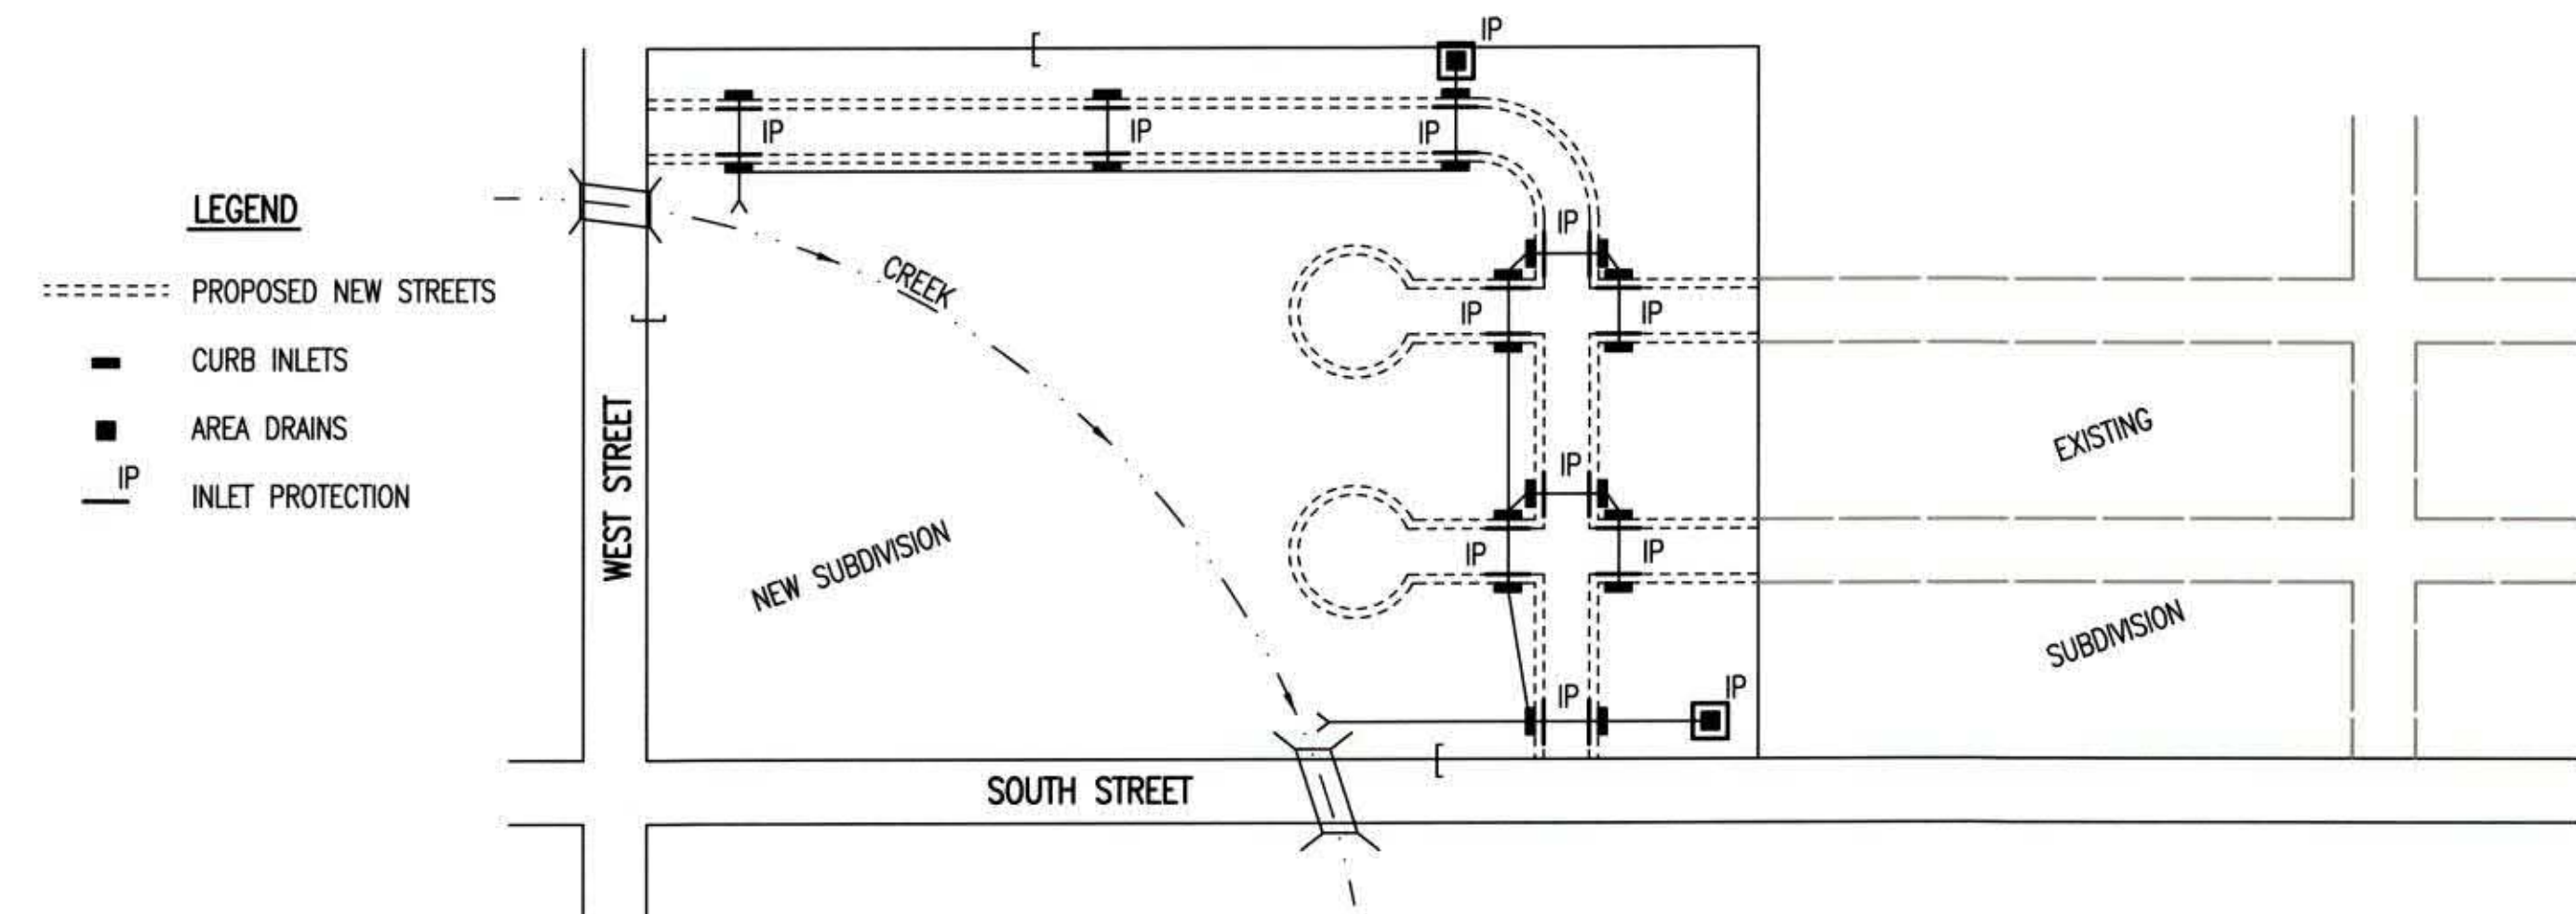 LEGEND
PROPOSED NEW STREETS
CURB INLETS
AREA DRAINS
IP
INLET PROTECTION
WEST STREET
SOUTH STREET
CREEK
NEW SUBDIVISION
EXISTING
SUBDIVISION
IP
IP
IP
IP
IP
IP
IP
IP
IP
IP
IP
IP